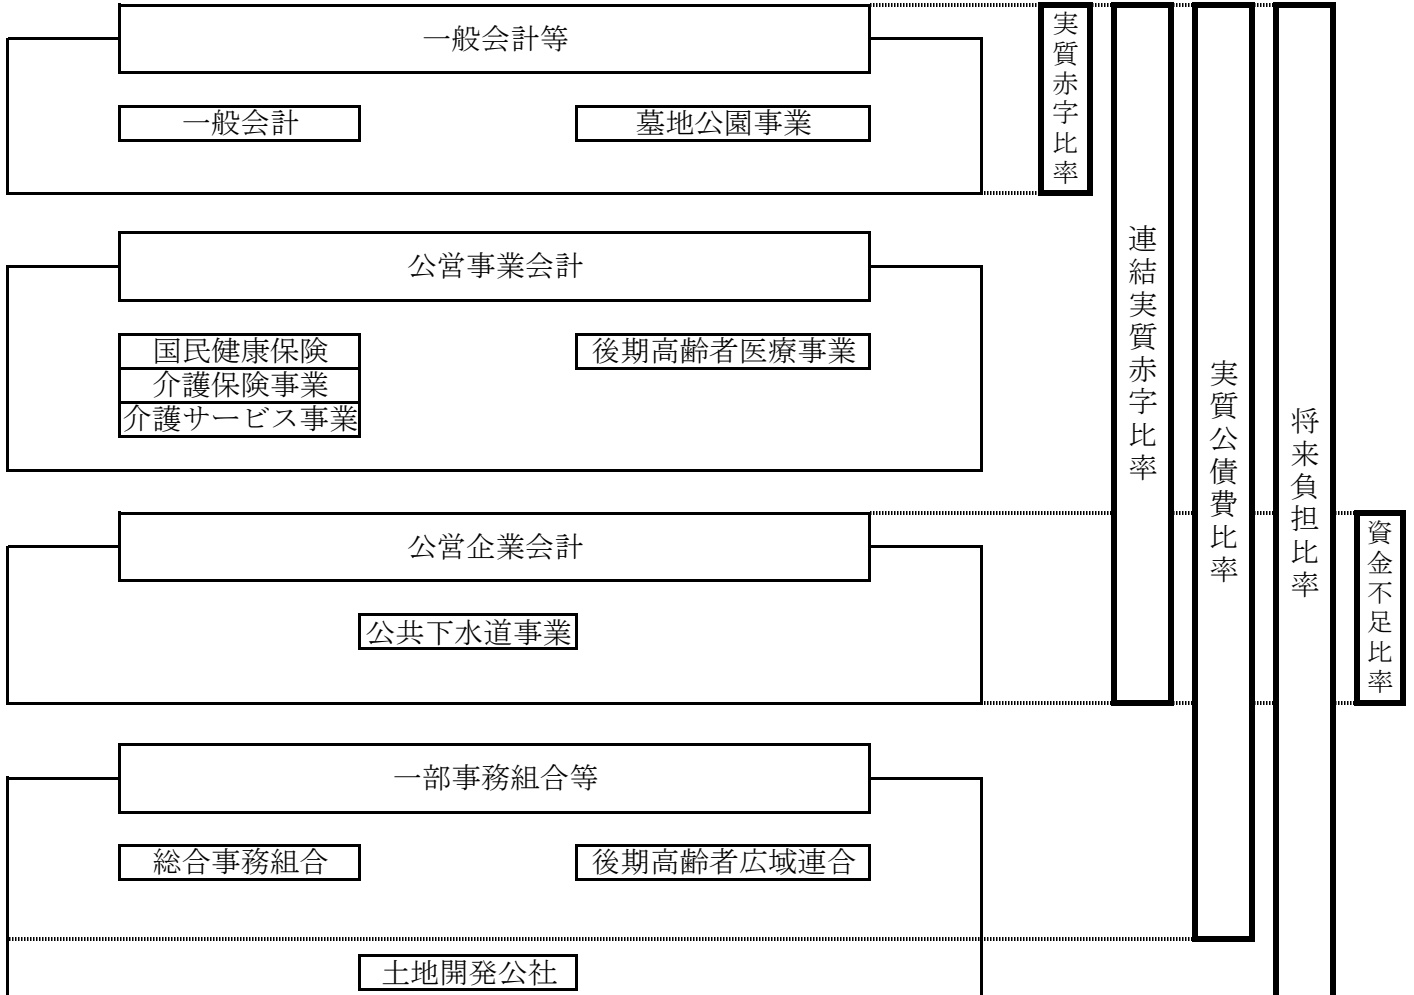 一般会計等
一般会計
墓地公園事業
実質赤字比率
公営事業会計
国民健康保険
後期高齢者医療事業
介護保険事業
介護サービス事業
連結実質赤字比率
実質公債費比率
将来負担比率
公営企業会計
公共下水道事業
資金不足比率
一部事務組合等
総合事務組合
後期高齢者広域連合
土地開発公社